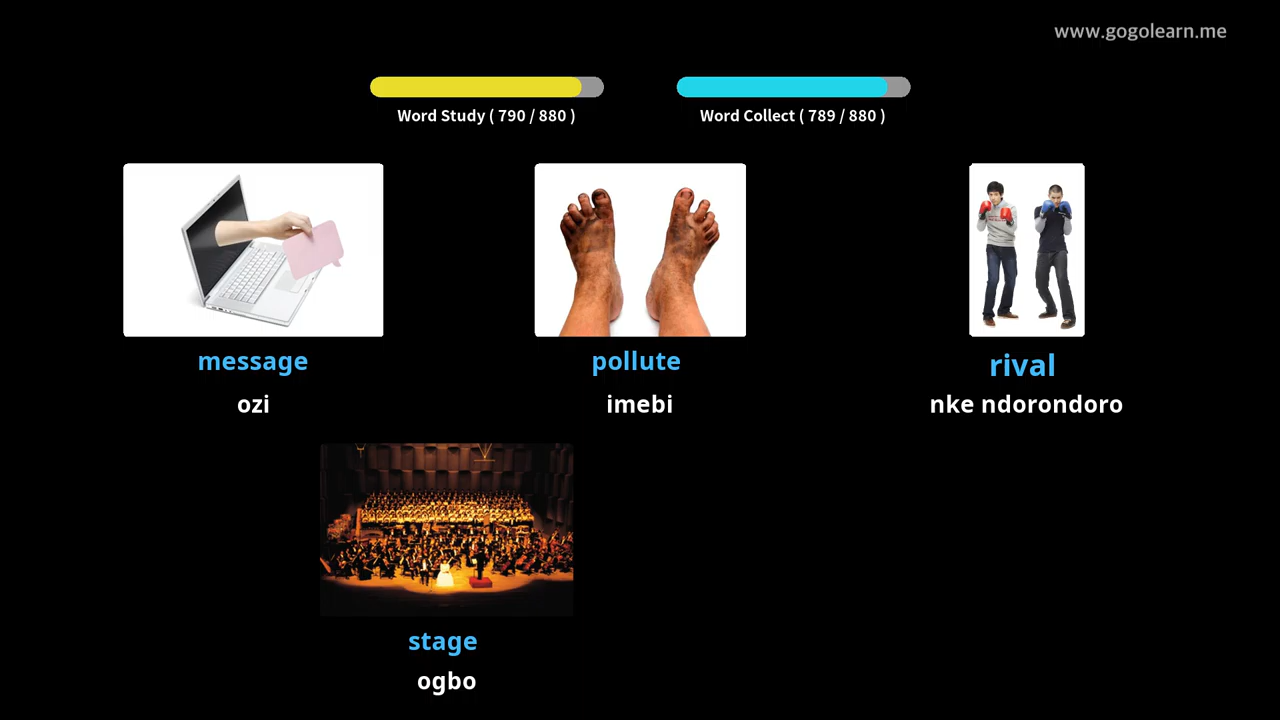 www.gogolearn.me
Word Study ( 790 / 880 )
Word Collect ( 789 / 880 )
message
ozi
pollute
imebi
rival
nke ndorondoro
stage
ogbo